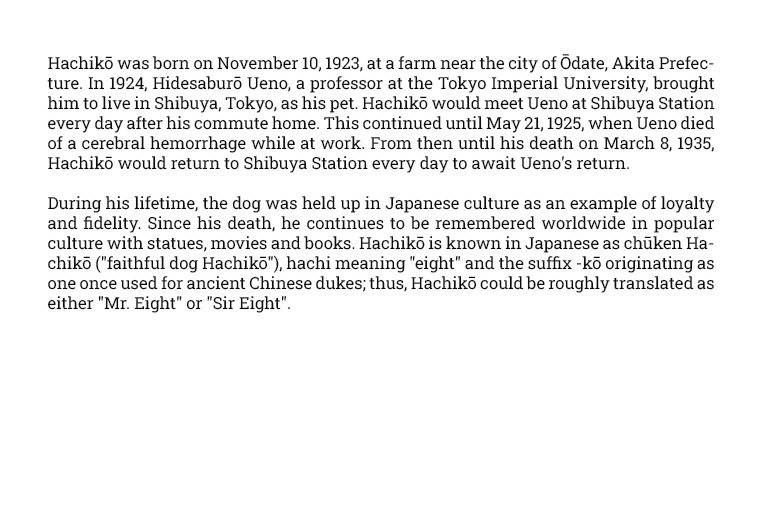 Hachikō was born on November 10, 1923, at a farm near the city of Ōdate, Akita Prefec-
ture. In 1924, Hidesaburō Ueno, a professor at the Tokyo Imperial University, brought
him to live in Shibuya, Tokyo, as his pet. Hachikō would meet Ueno at Shibuya Station
every day after his commute home. This continued until May 21, 1925, when Ueno died
of a cerebral hemorrhage while at work. From then until his death on March 8, 1935,
Hachikō would return to Shibuya Station every day to await Ueno's return.

During his lifetime, the dog was held up in Japanese culture as an example of loyalty
and fidelity. Since his death, he continues to be remembered worldwide in popular
culture with statues, movies and books. Hachikō is known in Japanese as chūken Ha-
chikō ("faithful dog Hachikō"), hachi meaning "eight" and the suffix -kō originating as
one once used for ancient Chinese dukes; thus, Hachikō could be roughly translated as
either "Mr. Eight" or "Sir Eight".